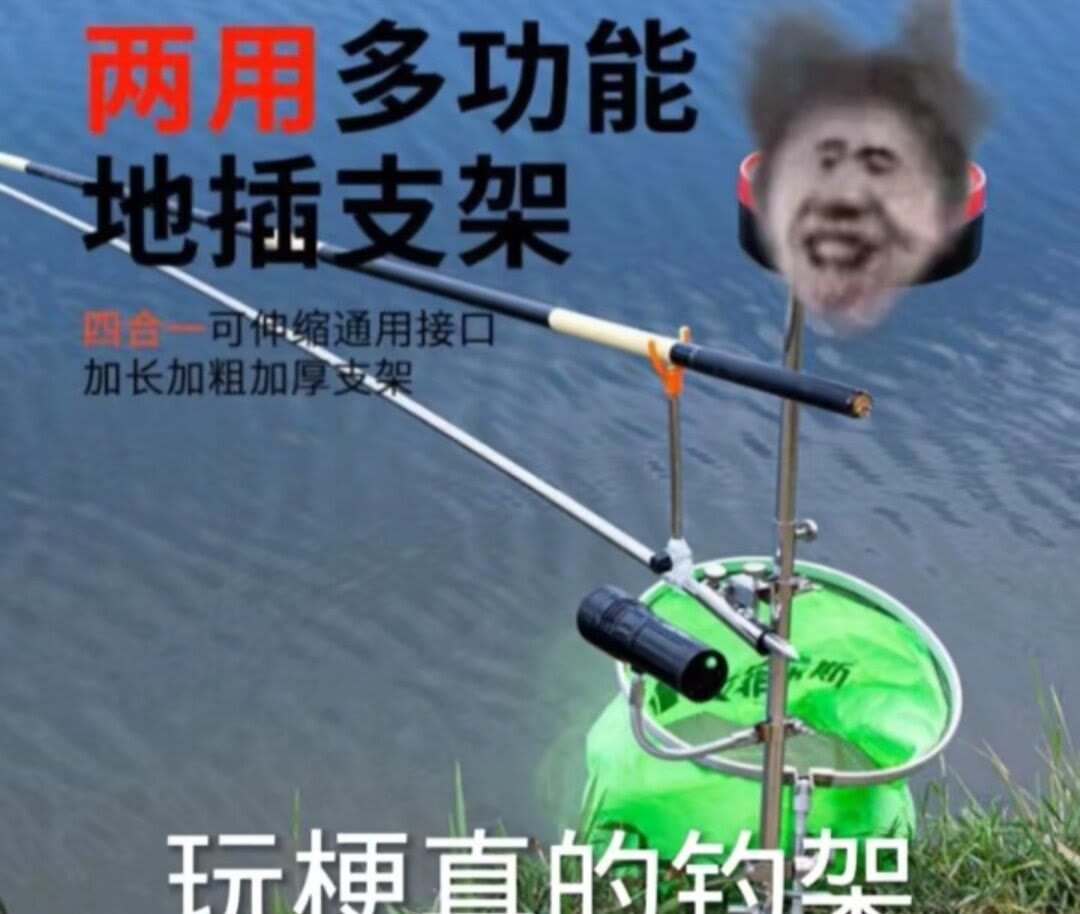 两用多功能
地插支架
四合一可伸缩通用接口
加长加粗加厚支架
玩梗真的钓架